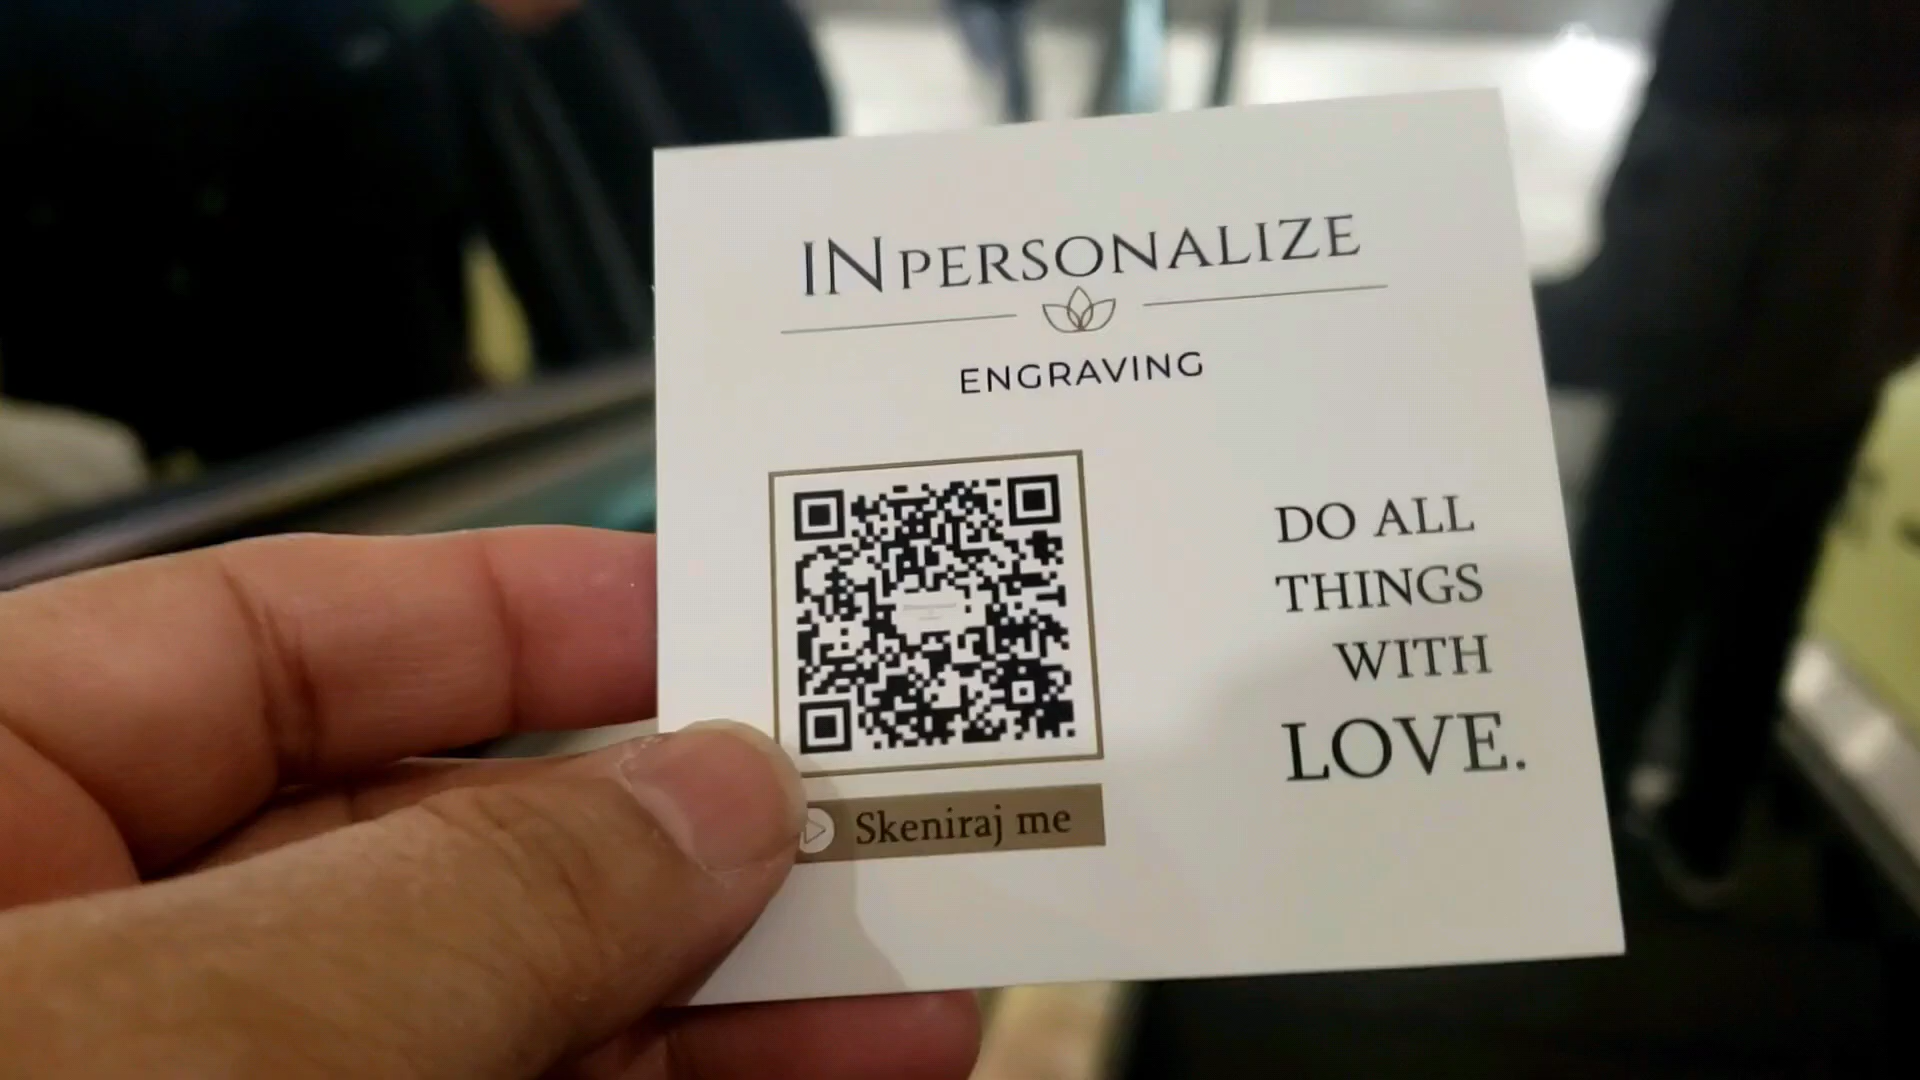 INPERSONALIZE
ENGRAVING
DO ALL
THINGS
WITH
LOVE.
Skeniraj me